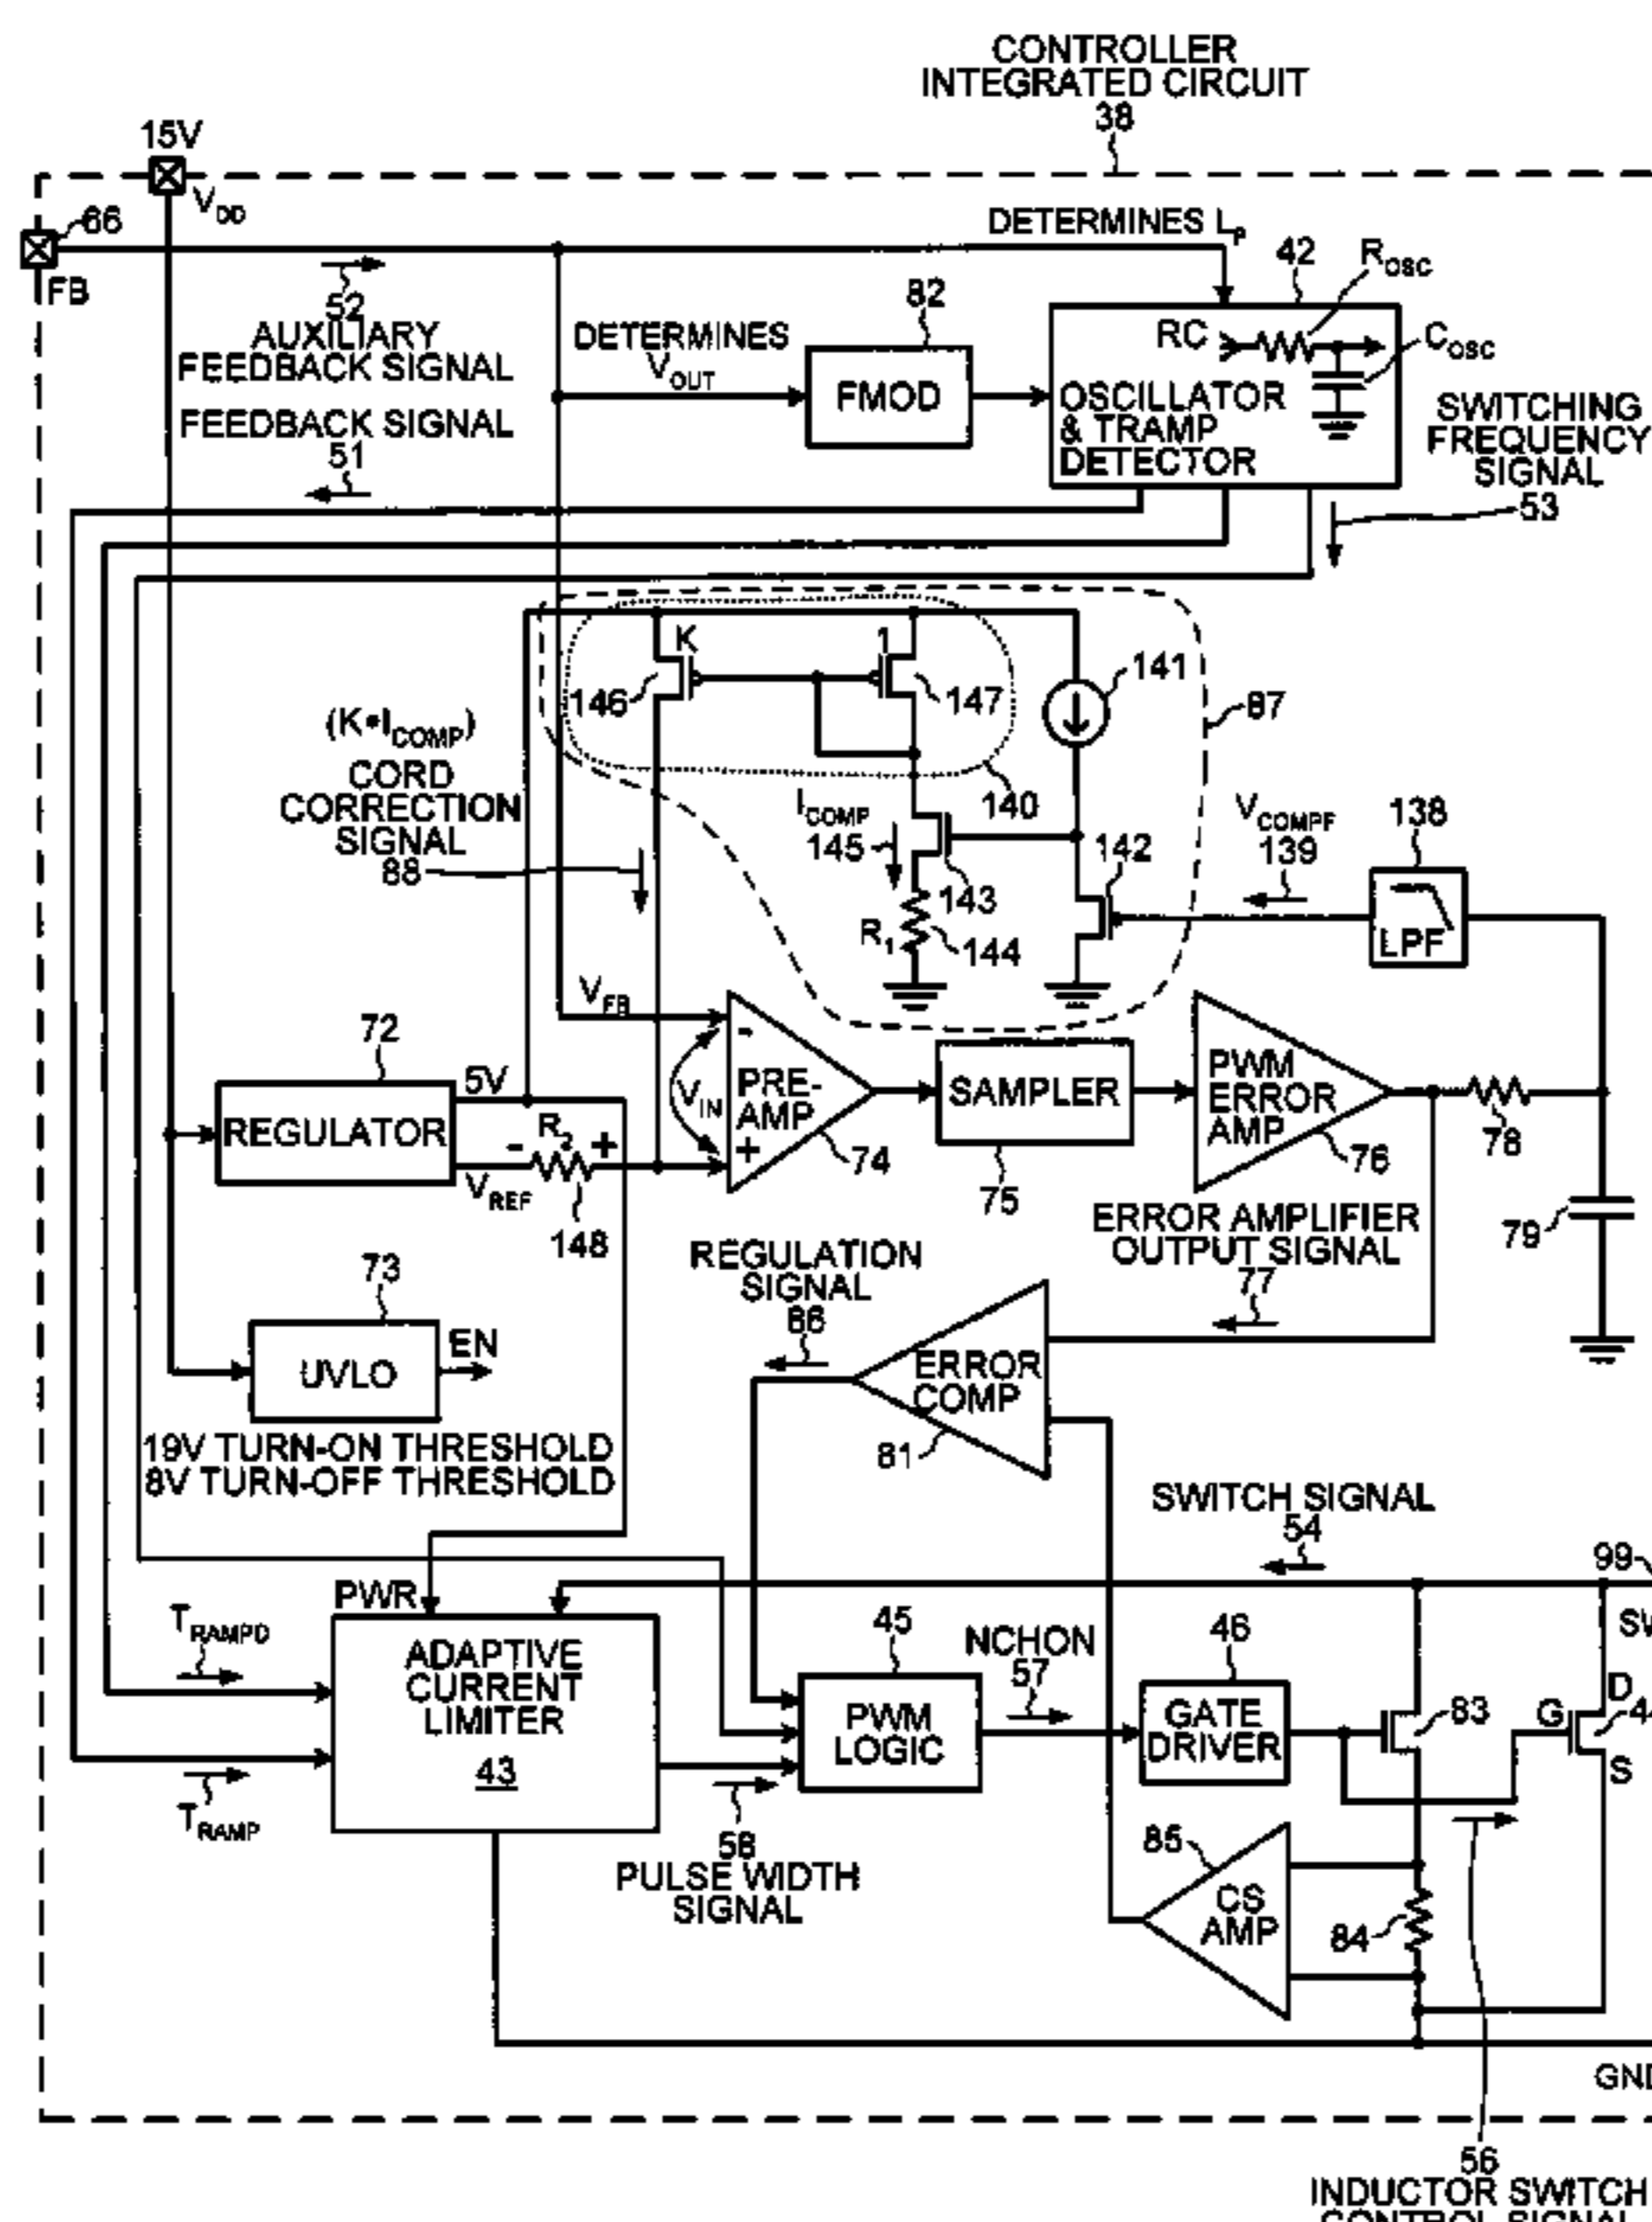 CONTROLLER
INTEGRATED CIRCUIT
38
15V
VDD
66
FB
52
AUXILIARY
FEEDBACK SIGNAL
FEEDBACK SIGNAL
51
DETERMINES LP
DETERMINES
VOUT
82
FMOD
42
ROSC
RC
COSC
OSCILLATOR
& TRAMP
DETECTOR
SWITCHING
FREQUENCY
SIGNAL
53
K
1
146
147
141
87
140
(K•ICOMP)
CORD
CORRECTION
SIGNAL
88
ICOMP
145
143
R1
144
142
VCOMPF
139
138
LPF
VFB
VIN
-
+
PRE-
AMP
74
SAMPLER
75
PWM
ERROR
AMP
76
78
79
72
REGULATOR
5V
- R2 +
VREF
148
73
UVLO
EN
19V TURN-ON THRESHOLD
8V TURN-OFF THRESHOLD
REGULATION
SIGNAL
86
ERROR AMPLIFIER
OUTPUT SIGNAL
77
ERROR
COMP
81
SWITCH SIGNAL
54
99
PWR
TRAMPD
TRAMP
ADAPTIVE
CURRENT
LIMITER
43
58
PULSE WIDTH
SIGNAL
45
PWM
LOGIC
NCHON
57
46
GATE
DRIVER
83
G
D
S
85
CS
AMP
84
56
INDUCTOR SWITCH